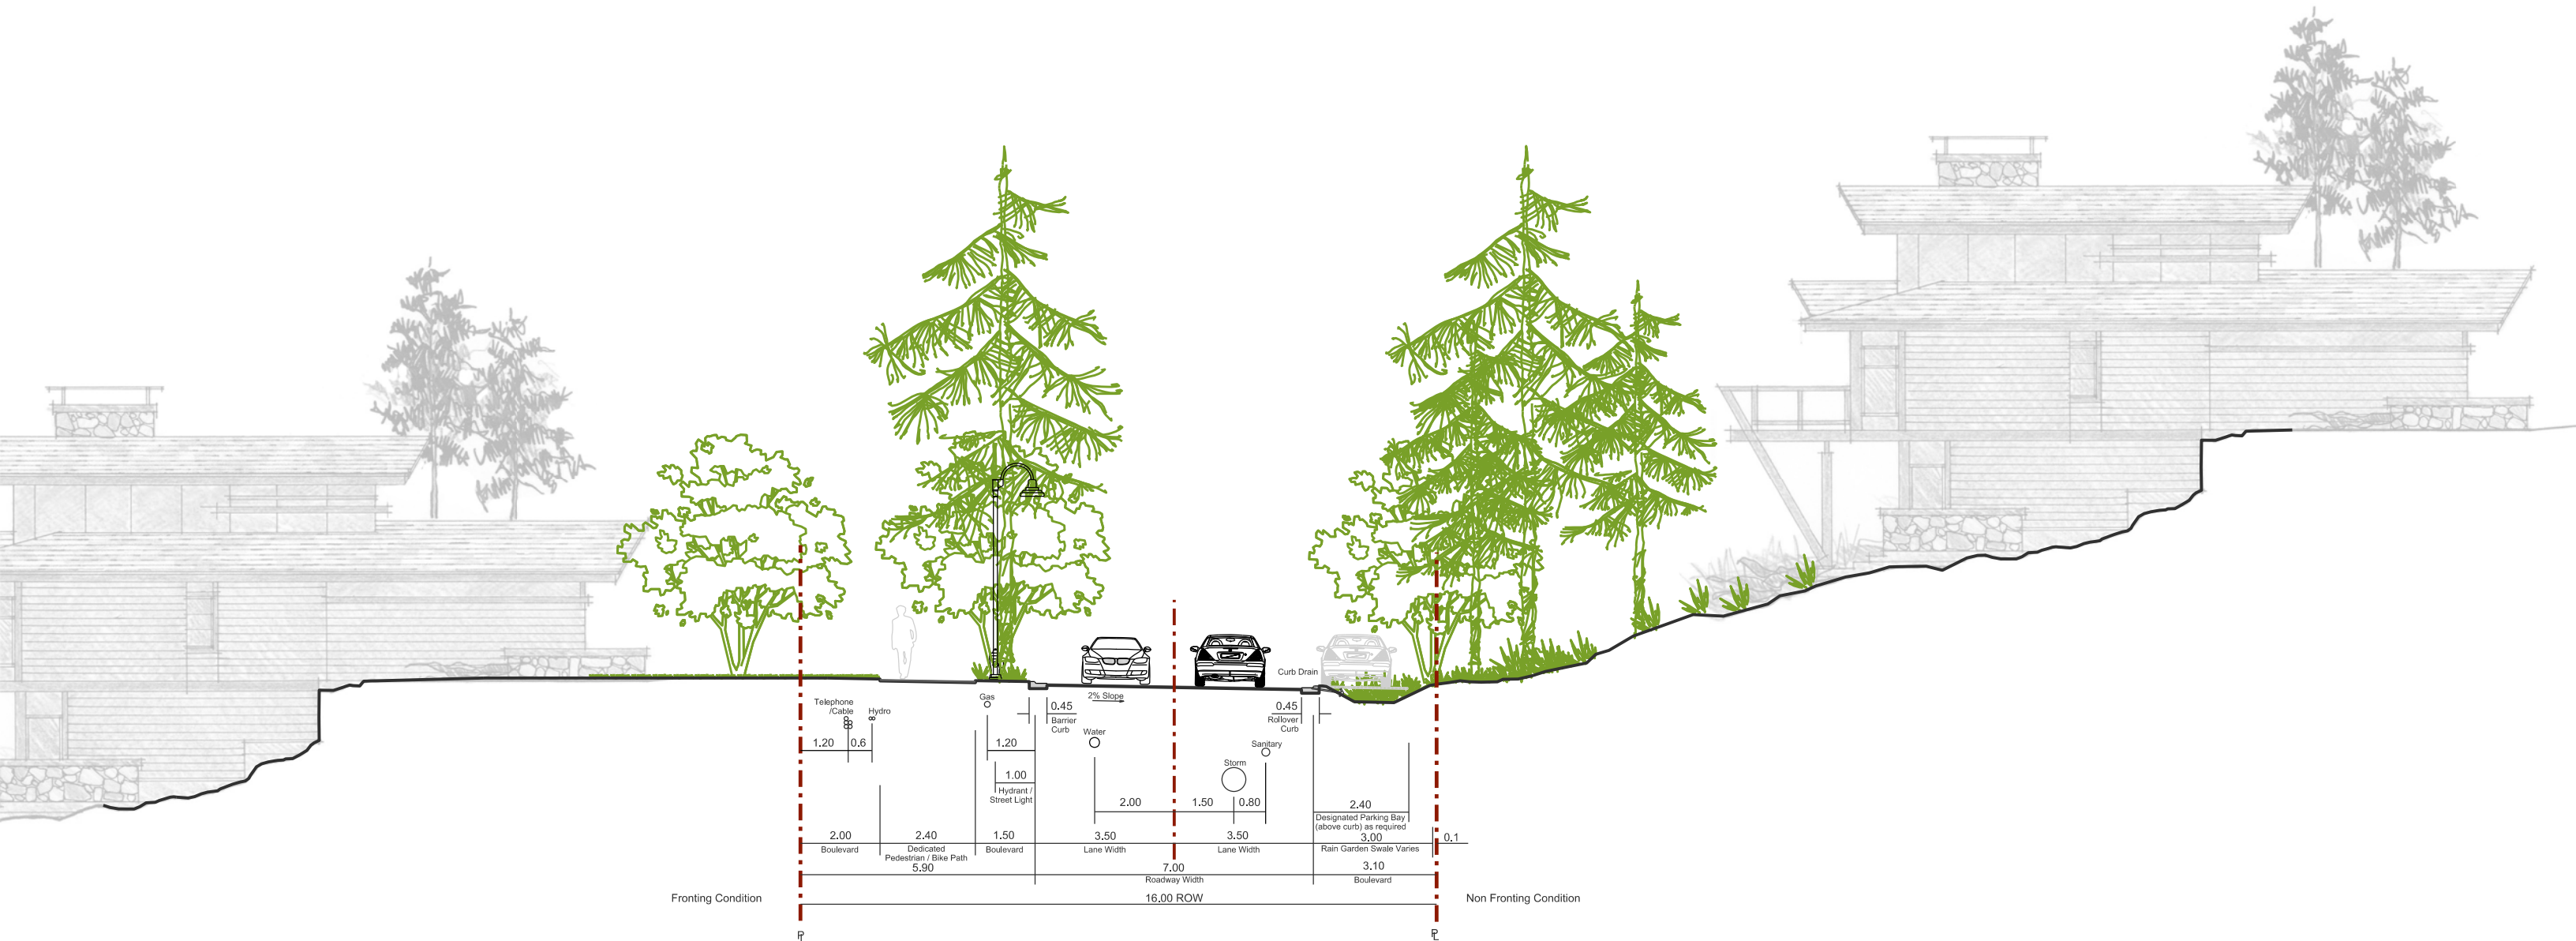 Curb Drain
Telephone
/Cable
Hydro
Gas
2% Slope
0.45
Barrier
Curb
0.45
Rollover
Curb
Water
Sanitary
1.20
0.6
1.20
Storm
1.00
Hydrant /
Street Light
2.00
1.50
0.80
2.40
Designated Parking Bay
(above curb) as required
2.00
Boulevard
2.40
Dedicated
Pedestrian / Bike Path
1.50
Boulevard
3.50
Lane Width
3.50
Lane Width
3.00
Rain Garden Swale Varies
0.1
5.90
7.00
Roadway Width
3.10
Boulevard
Fronting Condition
16.00 ROW
Non Fronting Condition
PL
PL